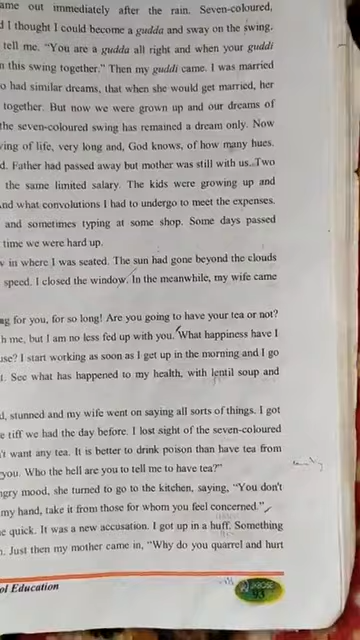 ame out immediately after the rain. Seven-coloured,
d I thought I could become a gudda and sway on the swing.
tell me. “You are a gudda all right and when your guddi
n this swing together.” Then my guddi came. I was married
o had similar dreams, that when she would get married, her
together. But now we were grown up and our dreams of
the seven-coloured swing has remained a dream only. Now
ving of life, very long and, God knows, of how many hues.
d. Father had passed away but mother was still with us. Two
the same limited salary. The kids were growing up and
And what convolutions I had to undergo to meet the expenses.
and sometimes typing at some shop. Some days passed
time we were hard up.
v in where I was seated. The sun had gone beyond the clouds
speed. I closed the window. In the meanwhile, my wife came
ng for you, for so long! Are you going to have your tea or not?
h me, but I am no less fed up with you. What happiness have I
use? I start working as soon as I get up in the morning and I go
t. See what has happened to my health, with lentil soup and
d, stunned and my wife went on saying all sorts of things. I got
e tiff we had the day before. I lost sight of the seven-coloured
't want any tea. It is better to drink poison than have tea from
you. Who the hell are you to tell me to have tea?”
ngry mood, she turned to go to the kitchen, saying, “You don't
my hand, take it from those for whom you feel concerned.”
e quick. It was a new accusation. I got up in a huff. Something
n. Just then my mother came in, “Why do you quarrel and hurt
ol Education
93